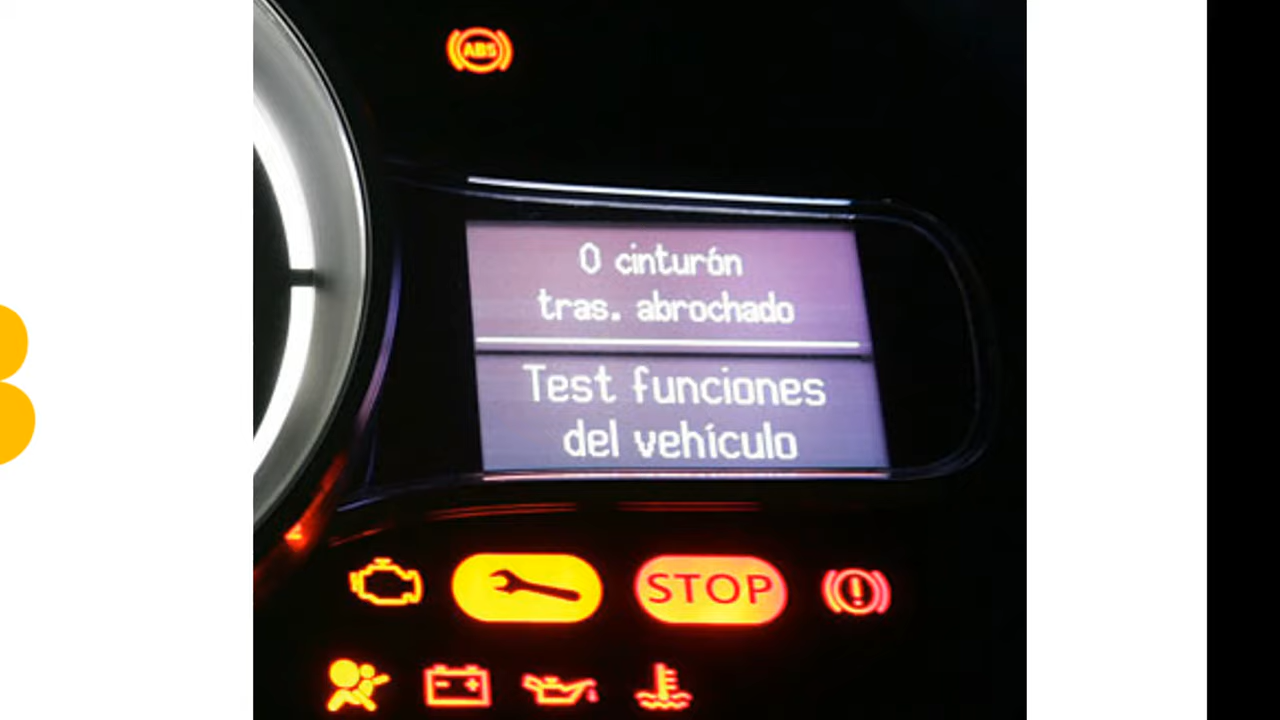 ABS
0 cinturón
tras. abrochado
Test funciones
del vehículo
STOP